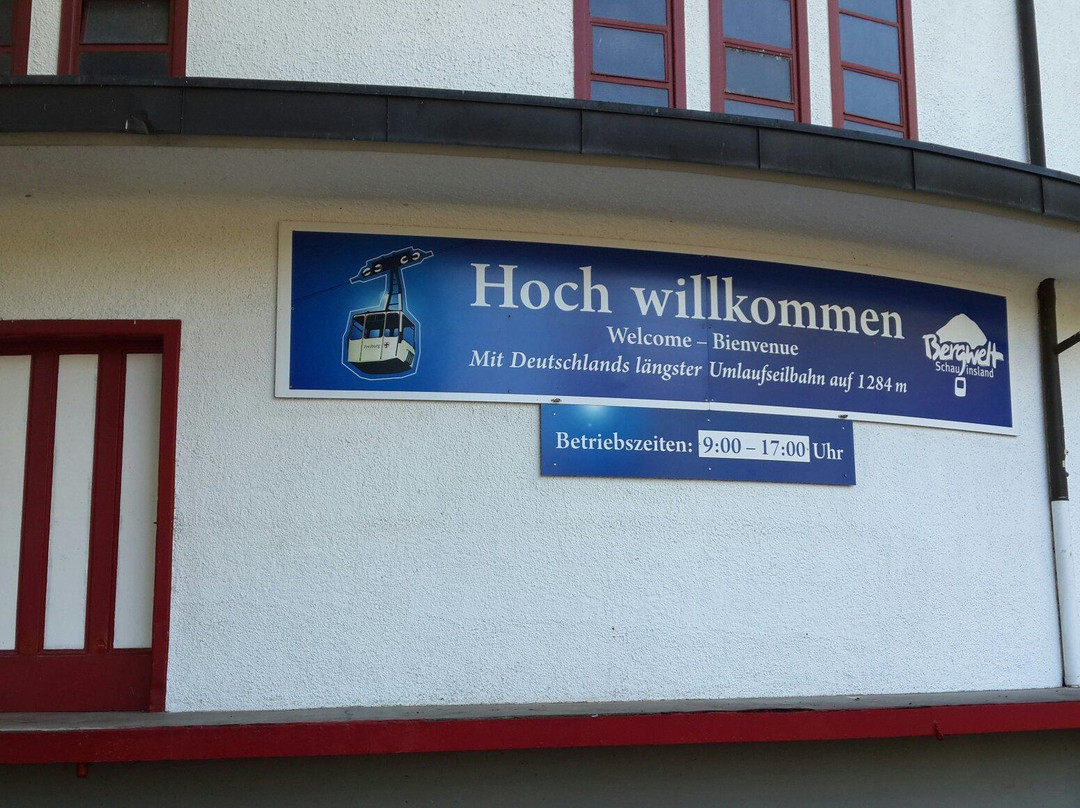 Hoch willkommen
Welcome – Bienvenue
Mit Deutschlands längster Umlaufseilbahn auf 1284 m
Bergwelt
Schauinsland
Betriebszeiten: 9:00 – 17:00 Uhr